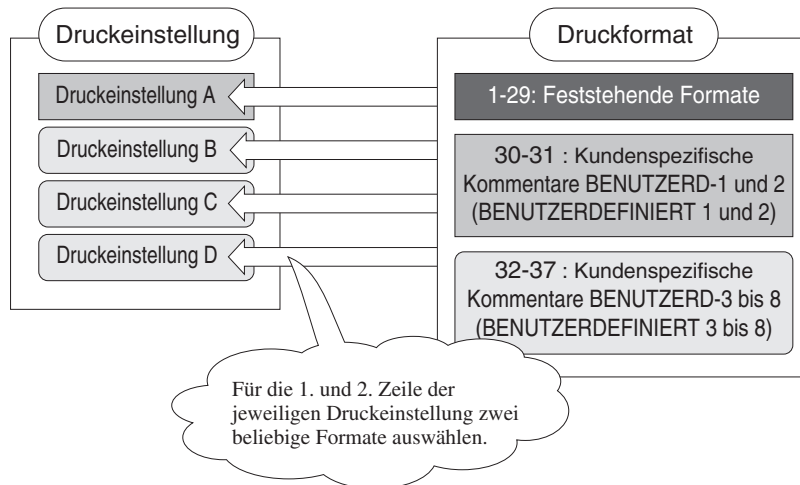 Druckeinstellung
Druckeinstellung A
Druckeinstellung B
Druckeinstellung C
Druckeinstellung D
Druckformat
1-29: Feststehende Formate
30-31 : Kundenspezifische
Kommentare BENUTZERD-1 und 2
(BENUTZERDEFINIERT 1 und 2)
32-37 : Kundenspezifische
Kommentare BENUTZERD-3 bis 8
(BENUTZERDEFINIERT 3 bis 8)
Für die 1. und 2. Zeile der
jeweiligen Druckeinstellung zwei
beliebige Formate auswählen.